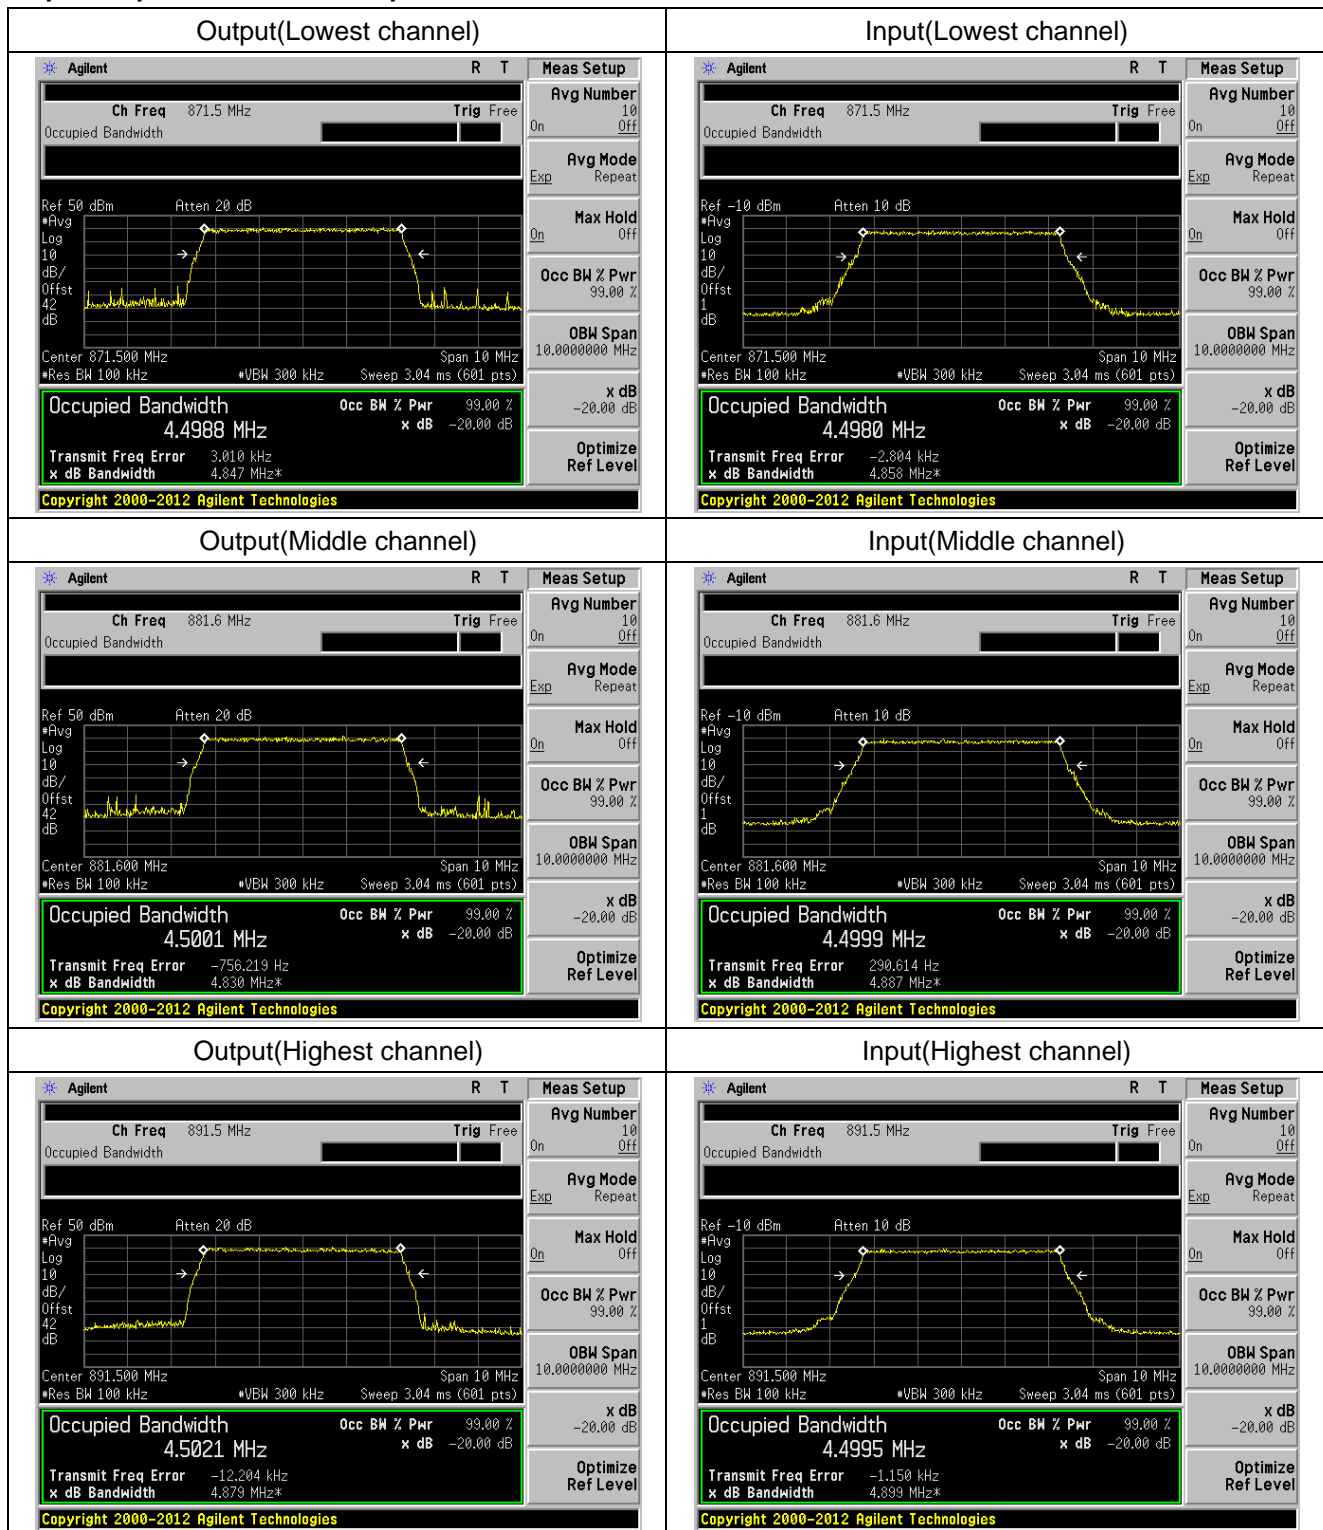 Output(Lowest channel)
Input(Lowest channel)
Agilent R T Meas Setup
Ch Freq 871.5 MHz Trig Free
Occupied Bandwidth
Avg Number
10
On Off
Avg Mode
Exp Repeat
Max Hold
On Off
Occ BW % Pwr
99.00 %
OBW Span
10.0000000 MHz
x dB
-20.00 dB
Optimize
Ref Level
Ref 50 dBm Atten 20 dB
#Avg
Log
10
dB/
Offst
42
dB
Center 871.500 MHz Span 10 MHz
#Res BW 100 kHz #VBW 300 kHz Sweep 3.04 ms (601 pts)
Occupied Bandwidth Occ BW % Pwr 99.00 %
4.4988 MHz x dB -20.00 dB
Transmit Freq Error 3.010 kHz
x dB Bandwidth 4.847 MHz*
Copyright 2000-2012 Agilent Technologies
Agilent R T Meas Setup
Ch Freq 871.5 MHz Trig Free
Occupied Bandwidth
Avg Number
10
On Off
Avg Mode
Exp Repeat
Max Hold
On Off
Occ BW % Pwr
99.00 %
OBW Span
10.0000000 MHz
x dB
-20.00 dB
Optimize
Ref Level
Ref -10 dBm Atten 10 dB
#Avg
Log
10
dB/
Offst
1
dB
Center 871.500 MHz Span 10 MHz
#Res BW 100 kHz #VBW 300 kHz Sweep 3.04 ms (601 pts)
Occupied Bandwidth Occ BW % Pwr 99.00 %
4.4980 MHz x dB -20.00 dB
Transmit Freq Error -2.804 kHz
x dB Bandwidth 4.858 MHz*
Copyright 2000-2012 Agilent Technologies
Output(Middle channel)
Input(Middle channel)
Agilent R T Meas Setup
Ch Freq 881.6 MHz Trig Free
Occupied Bandwidth
Avg Number
10
On Off
Avg Mode
Exp Repeat
Max Hold
On Off
Occ BW % Pwr
99.00 %
OBW Span
10.0000000 MHz
x dB
-20.00 dB
Optimize
Ref Level
Ref 50 dBm Atten 20 dB
#Avg
Log
10
dB/
Offst
42
dB
Center 881.600 MHz Span 10 MHz
#Res BW 100 kHz #VBW 300 kHz Sweep 3.04 ms (601 pts)
Occupied Bandwidth Occ BW % Pwr 99.00 %
4.5001 MHz x dB -20.00 dB
Transmit Freq Error -756.219 Hz
x dB Bandwidth 4.830 MHz*
Copyright 2000-2012 Agilent Technologies
Agilent R T Meas Setup
Ch Freq 881.6 MHz Trig Free
Occupied Bandwidth
Avg Number
10
On Off
Avg Mode
Exp Repeat
Max Hold
On Off
Occ BW % Pwr
99.00 %
OBW Span
10.0000000 MHz
x dB
-20.00 dB
Optimize
Ref Level
Ref -10 dBm Atten 10 dB
#Avg
Log
10
dB/
Offst
1
dB
Center 881.600 MHz Span 10 MHz
#Res BW 100 kHz #VBW 300 kHz Sweep 3.04 ms (601 pts)
Occupied Bandwidth Occ BW % Pwr 99.00 %
4.4999 MHz x dB -20.00 dB
Transmit Freq Error 290.614 Hz
x dB Bandwidth 4.887 MHz*
Copyright 2000-2012 Agilent Technologies
Output(Highest channel)
Input(Highest channel)
Agilent R T Meas Setup
Ch Freq 891.5 MHz Trig Free
Occupied Bandwidth
Avg Number
10
On Off
Avg Mode
Exp Repeat
Max Hold
On Off
Occ BW % Pwr
99.00 %
OBW Span
10.0000000 MHz
x dB
-20.00 dB
Optimize
Ref Level
Ref 50 dBm Atten 20 dB
#Avg
Log
10
dB/
Offst
42
dB
Center 891.500 MHz Span 10 MHz
#Res BW 100 kHz #VBW 300 kHz Sweep 3.04 ms (601 pts)
Occupied Bandwidth Occ BW % Pwr 99.00 %
4.5021 MHz x dB -20.00 dB
Transmit Freq Error -12.204 kHz
x dB Bandwidth 4.879 MHz*
Copyright 2000-2012 Agilent Technologies
Agilent R T Meas Setup
Ch Freq 891.5 MHz Trig Free
Occupied Bandwidth
Avg Number
10
On Off
Avg Mode
Exp Repeat
Max Hold
On Off
Occ BW % Pwr
99.00 %
OBW Span
10.0000000 MHz
x dB
-20.00 dB
Optimize
Ref Level
Ref -10 dBm Atten 10 dB
#Avg
Log
10
dB/
Offst
1
dB
Center 891.500 MHz Span 10 MHz
#Res BW 100 kHz #VBW 300 kHz Sweep 3.04 ms (601 pts)
Occupied Bandwidth Occ BW % Pwr 99.00 %
4.4995 MHz x dB -20.00 dB
Transmit Freq Error -1.150 kHz
x dB Bandwidth 4.899 MHz*
Copyright 2000-2012 Agilent Technologies